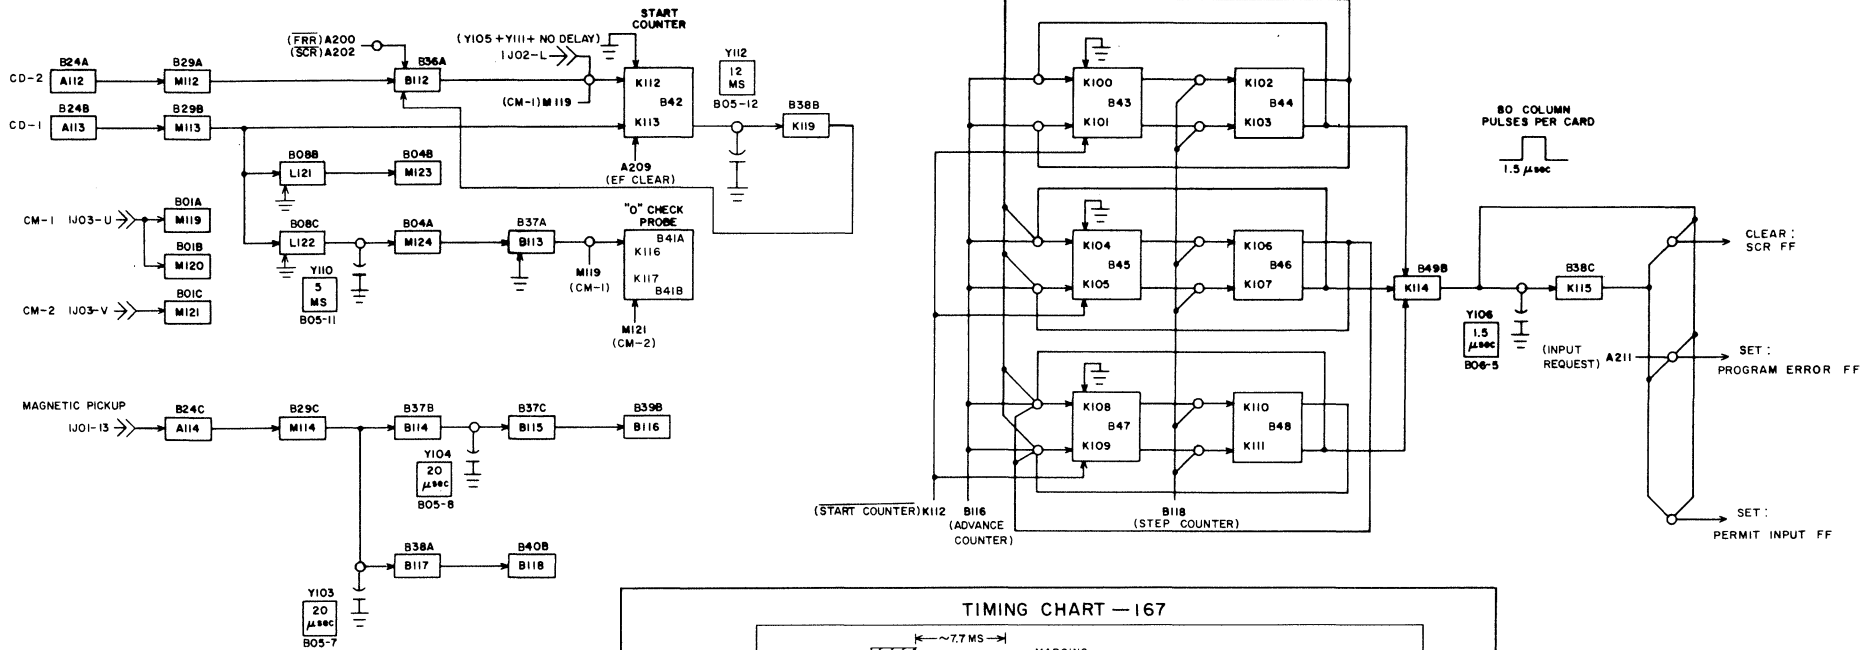 START
COUNTER
(FRR) A200
(SCR) A202
(Y105 + Y111 + NO DELAY)
1J02-L
B24A
B29A
B36A
Y112
CD-2
A112
M112
B112
K112
12
MS
(CM-1) M119
B42
B05-12
B24B
B29B
B38B
CD-1
A113
M113
K113
K119
A209
(EF CLEAR)
B08B
B04B
L121
M123
"0" CHECK
PROBE
B01A
CM-1 1J03-U
M119
B01B
M120
B01C
CM-2 1J03-V
M121
B08C
B04A
B37A
B41A
L122
M124
B113
K116
K117
B41B
Y110
5
MS
B05-11
M119
(CM-1)
M121
(CM-2)
MAGNETIC PICKUP
1J01-13
B24C
B29C
B37B
B37C
B39B
A114
M114
B114
B115
B116
Y104
20
μsec
B05-8
B38A
B40B
B117
B118
Y103
20
μsec
B05-7
K100
B43
K101
K102
B44
K103
K104
B45
K105
K106
B46
K107
K108
B47
K109
K110
B48
K111
(START COUNTER) K112
B116
(ADVANCE
COUNTER)
B118
(STEP COUNTER)
80 COLUMN
PULSES PER CARD
1.5 μsec
B49B
K114
B38C
K115
Y106
1.5
μsec
B06-5
CLEAR:
SCR FF
(INPUT
REQUEST) A211
SET:
PROGRAM ERROR FF
SET:
PERMIT INPUT FF
TIMING CHART — 167
~7.7 MS